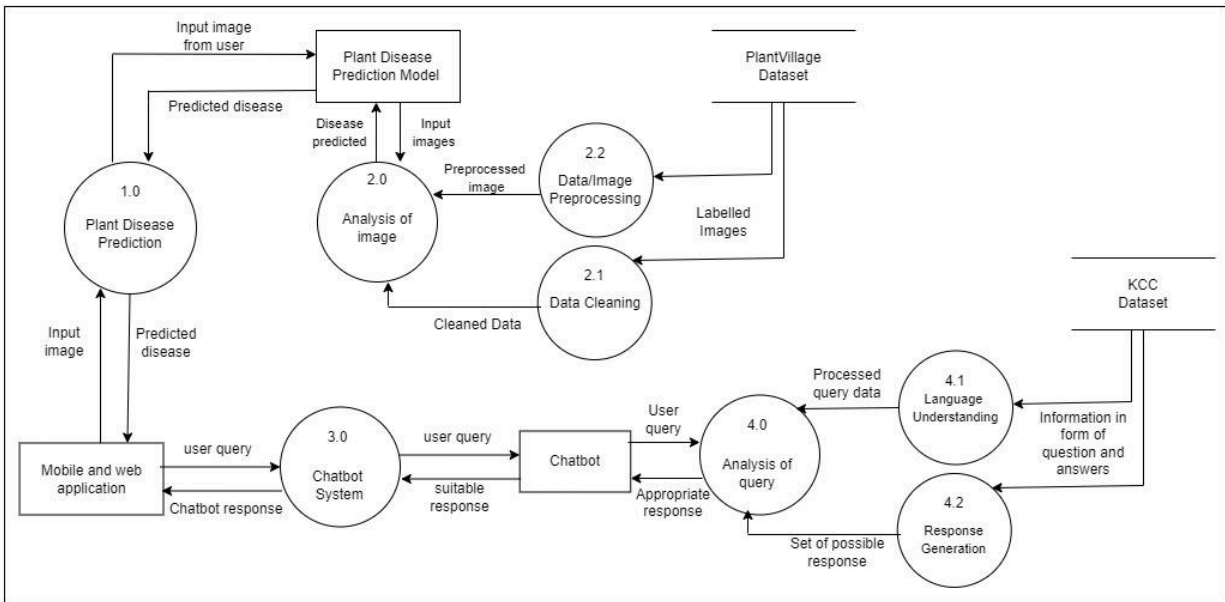 Input image
from user
Plant Disease
Prediction Model
PlantVillage
Dataset
Predicted disease
Disease
predicted
Input
images
1.0
Plant Disease
Prediction
2.0
Analysis of
image
Preprocessed
image
2.2
Data/Image
Preprocessing
Labelled
Images
2.1
Data Cleaning
Cleaned Data
KCC
Dataset
Input
image
Predicted
disease
Processed
query data
4.1
Language
Understanding
Information in
form of
question and
answers
Mobile and web
application
user query
Chatbot response
3.0
Chatbot
System
user query
suitable
response
Chatbot
User
query
Appropriate
response
4.0
Analysis of
query
4.2
Response
Generation
Set of possible
response